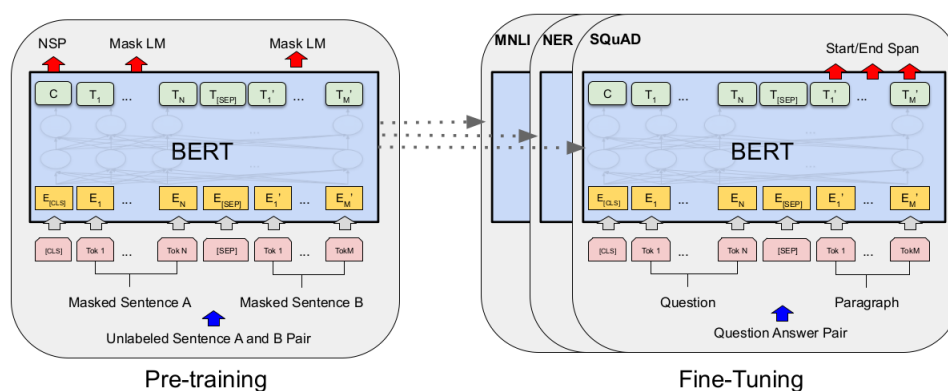 NSP Mask LM Mask LM
C T1 ... TN T[SEP] T1' ... TM'
...
BERT
...
E[CLS] E1 ... EN E[SEP] E1' ... EM'
[CLS] Tok 1 ... Tok N [SEP] Tok 1 ... TokM
Masked Sentence A Masked Sentence B
Unlabeled Sentence A and B Pair
Pre-training
MNLI NER SQuAD
Start/End Span
C T1 ... TN T[SEP] T1' ... TM'
...
BERT
...
E[CLS] E1 ... EN E[SEP] E1' ... EM'
[CLS] Tok 1 ... Tok N [SEP] Tok 1 ... TokM
Question Paragraph
Question Answer Pair
Fine-Tuning